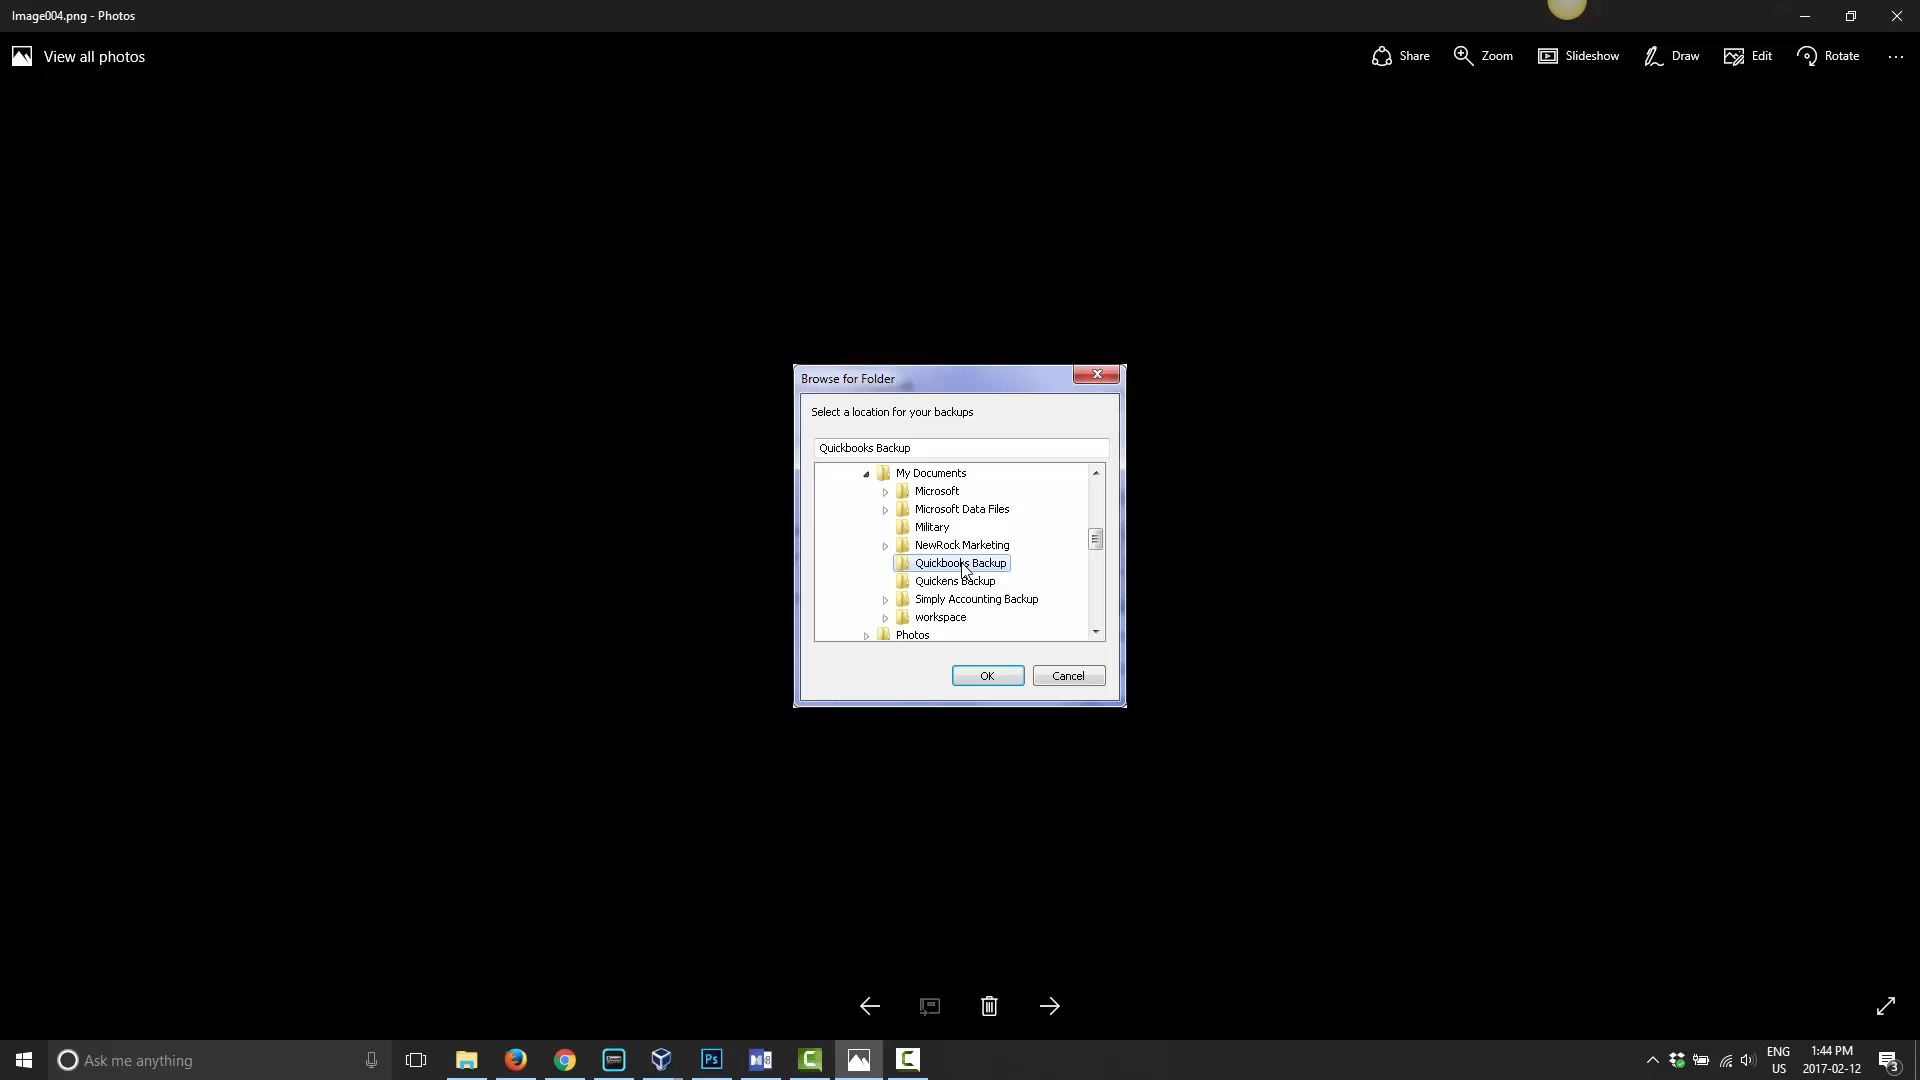 Image004.png - Photos
View all photos
Share
Zoom
Slideshow
Draw
Edit
Rotate
Browse for Folder
Select a location for your backups
Quickbooks Backup
My Documents
Microsoft
Microsoft Data Files
Military
NewRock Marketing
Quickbooks Backup
Quickens Backup
Simply Accounting Backup
workspace
Photos
OK
Cancel
Ask me anything
Ps
ENG
US
1:44 PM
2017-02-12
3